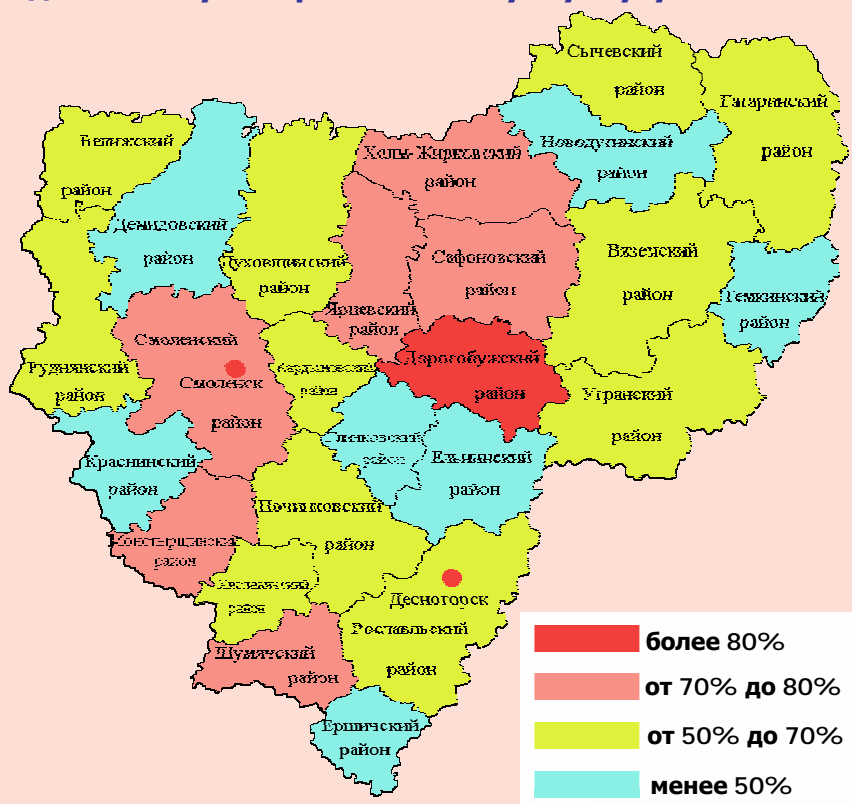 Сычевский
район
Гагаринский
район
Велижский
район
Холм-Жирковский
район
Новодугинский
район
Демидовский
район
Духовщинский
район
Сафоновский
район
Вяземский
район
Темкинский
район
Ярцевский
район
Смоленский
Смоленск
район
Руднянский
район
Кардымовский
район
Дорогобужский
район
Угранский
район
Краснинский
район
Глинковский
район
Ельнинский
район
Починковский
район
район
район
Десногорск
Рославльский
район
Шумячский
район
Ершичский
район
более 80%
от 70% до 80%
от 50% до 70%
менее 50%